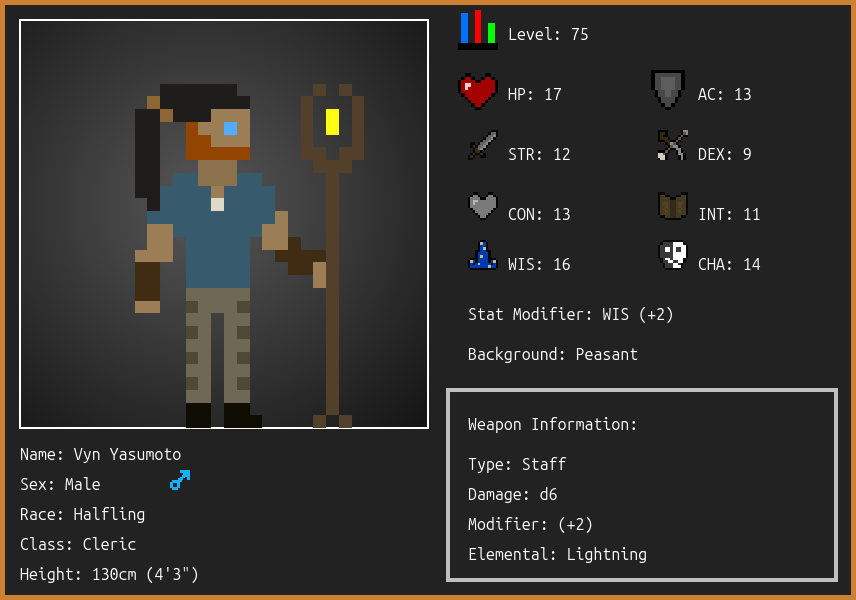 Level: 75
HP: 17
AC: 13
STR: 12
DEX: 9
CON: 13
INT: 11
WIS: 16
CHA: 14
Stat Modifier: WIS (+2)
Background: Peasant
Weapon Information:
Type: Staff
Damage: d6
Modifier: (+2)
Elemental: Lightning
Name: Vyn Yasumoto
Sex: Male
Race: Halfling
Class: Cleric
Height: 130cm (4'3")